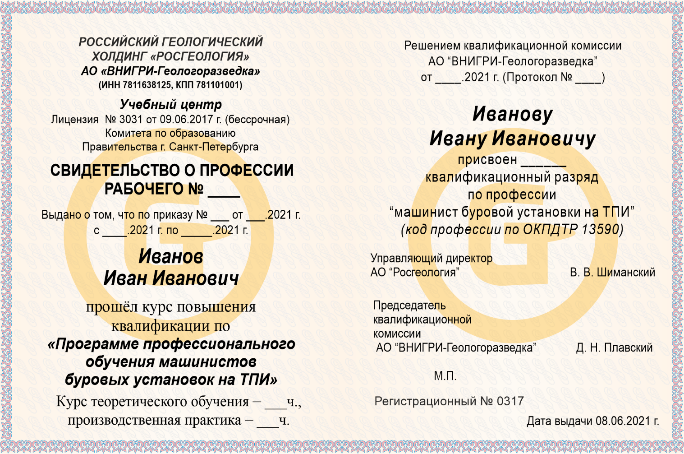 РОССИЙСКИЙ ГЕОЛОГИЧЕСКИЙ
ХОЛДИНГ «РОСГЕОЛОГИЯ»
АО «ВНИГРИ-Геологоразведка»
(ИНН 7811638125, КПП 781101001)
Учебный центр
Лицензия № 3031 от 09.06.2017 г. (бессрочная)
Комитета по образованию
Правительства г. Санкт-Петербурга
СВИДЕТЕЛЬСТВО О ПРОФЕССИИ
РАБОЧЕГО № ____
Выдано о том, что по приказу № ___ от ___.2021 г.
с ____.2021 г. по _____.2021 г.
Иванов
Иван Иванович
прошёл курс повышения
квалификации по
«Программе профессионального
обучения машинистов
буровых установок на ТПИ»
Курс теоретического обучения – ___ч.,
производственная практика – ___ч.
Решением квалификационной комиссии
АО “ВНИГРИ-Геологоразведка”
от ____.2021 г. (Протокол № ____)
Иванову
Ивану Ивановичу
присвоен ______
квалификационный разряд
по профессии
“машинист буровой установки на ТПИ”
(код профессии по ОКПДТР 13590)
Управляющий директор
АО “Росгеология” В. В. Шиманский
Председатель
квалификационной
комиссии
АО “ВНИГРИ-Геологоразведка” Д. Н. Плавский
М.П.
Регистрационный № 0317
Дата выдачи 08.06.2021 г.